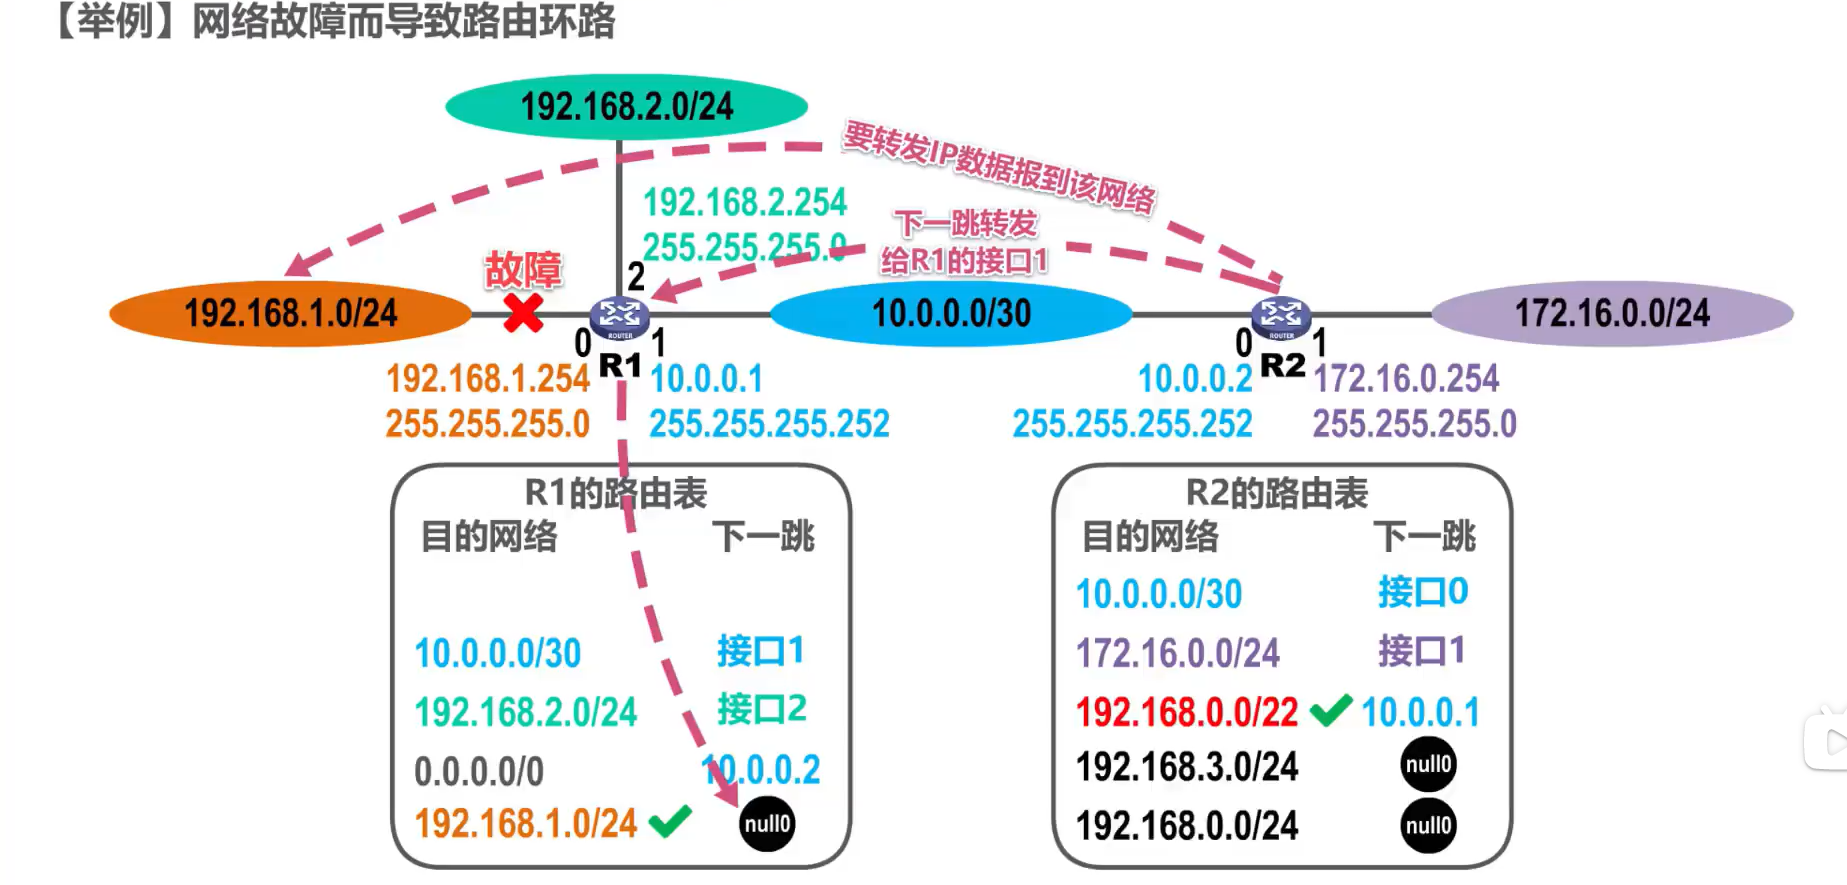 【举例】网络故障而导致路由环路
192.168.2.0/24
要转发IP数据报到该网络
192.168.2.254
255.255.255.0
下一跳转发
给R1的接口1
故障
2
192.168.1.0/24
10.0.0.0/30
172.16.0.0/24
ROUTER
ROUTER
0
1
0
1
R1
R2
192.168.1.254
255.255.255.0
10.0.0.1
255.255.255.252
10.0.0.2
255.255.255.252
172.16.0.254
255.255.255.0
R1的路由表
目的网络 下一跳
10.0.0.0/30 接口1
192.168.2.0/24 接口2
0.0.0.0/0 10.0.0.2
192.168.1.0/24 null0
R2的路由表
目的网络 下一跳
10.0.0.0/30 接口0
172.16.0.0/24 接口1
192.168.0.0/22 10.0.0.1
192.168.3.0/24 null0
192.168.0.0/24 null0